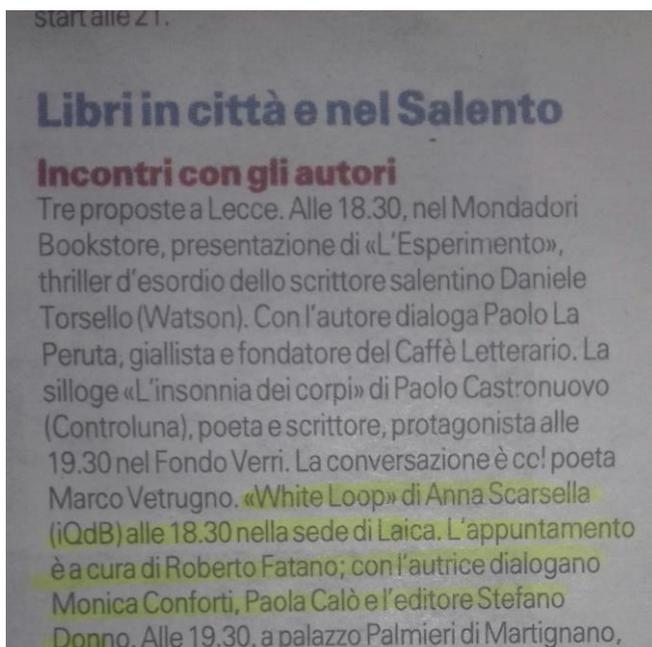 start alle 21.
Libri in città e nel Salento
Incontri con gli autori
Tre proposte a Lecce. Alle 18.30, nel Mondadori
Bookstore, presentazione di «L'Esperimento»,
thriller d'esordio dello scrittore salentino Daniele
Torsello (Watson). Con l'autore dialoga Paolo La
Peruta, giallista e fondatore del Caffè Letterario. La
silloge «L'insonnia dei corpi» di Paolo Castronuovo
(Controluna), poeta e scrittore, protagonista alle
19.30 nel Fondo Verri. La conversazione è cc! poeta
Marco Vetrugno. «White Loop» di Anna Scarsella
(iQdB) alle 18.30 nella sede di Laica. L'appuntamento
è a cura di Roberto Fatano; con l'autrice dialogano
Monica Conforti, Paola Calò e l'editore Stefano
Donno. Alle 19.30, a palazzo Palmieri di Martignano,